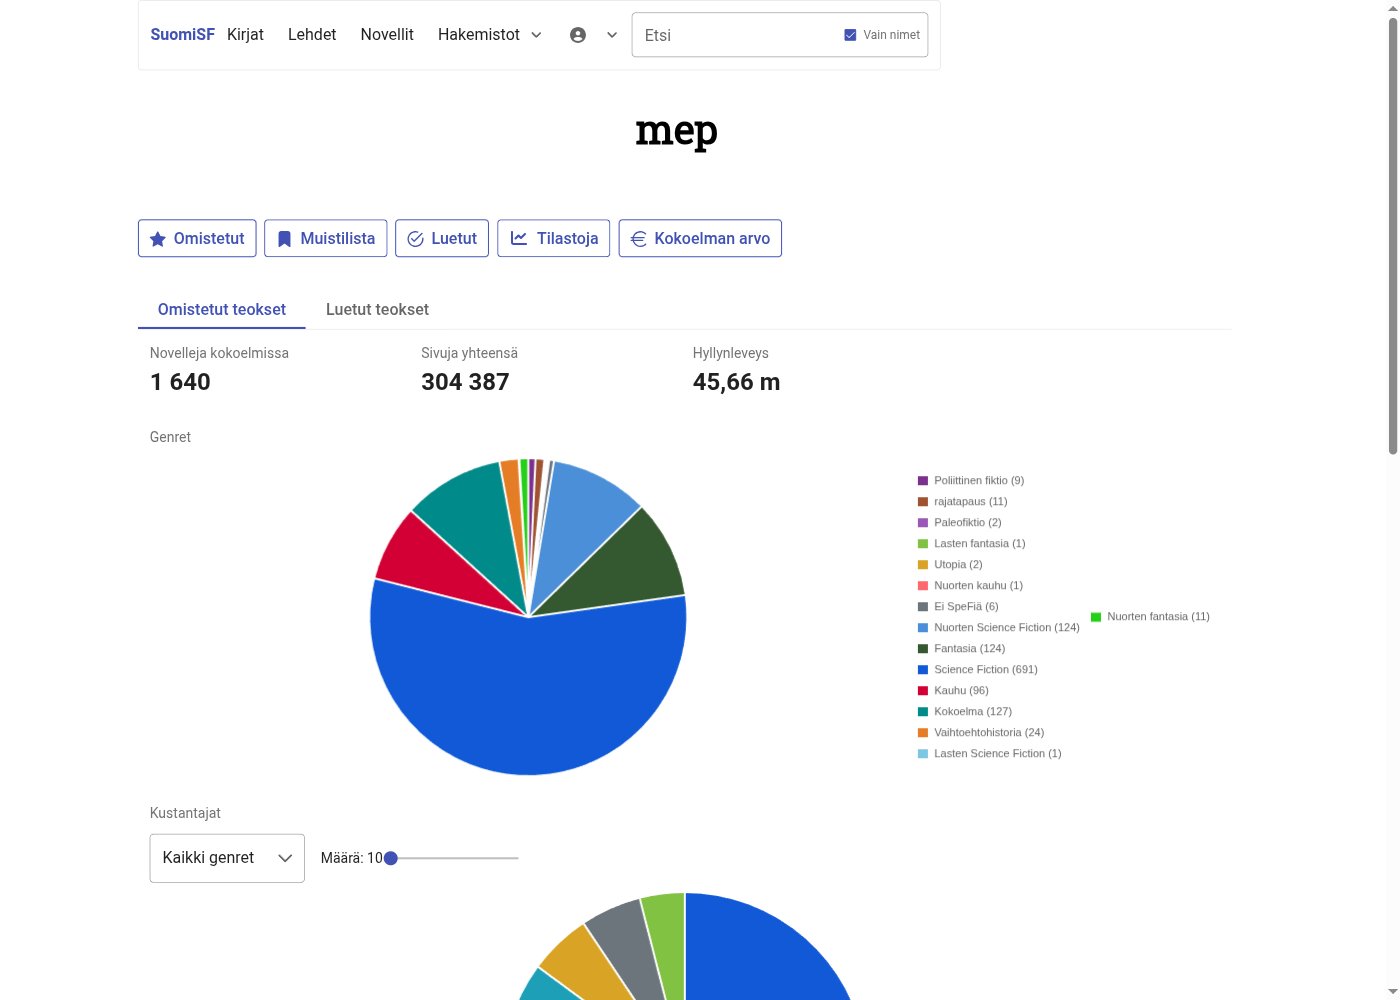 SuomiSF Kirjat Lehdet Novellit Hakemistot Etsi Vain nimet
mep
Omistetut Muistilista Luetut Tilastoja Kokoelman arvo
Omistetut teokset Luetut teokset
Novelleja kokoelmissa Sivuja yhteensä Hyllynleveys
1 640 304 387 45,66 m
Genret
Poliittinen fiktio (9)
rajatapaus (11)
Paleofiktio (2)
Lasten fantasia (1)
Utopia (2)
Nuorten kauhu (1)
Ei SpeFiä (6)
Nuorten Science Fiction (124)
Fantasia (124)
Science Fiction (691)
Kauhu (96)
Kokoelma (127)
Vaihtoehtohistoria (24)
Lasten Science Fiction (1)
Nuorten fantasia (11)
Kustantajat
Kaikki genret Määrä: 10